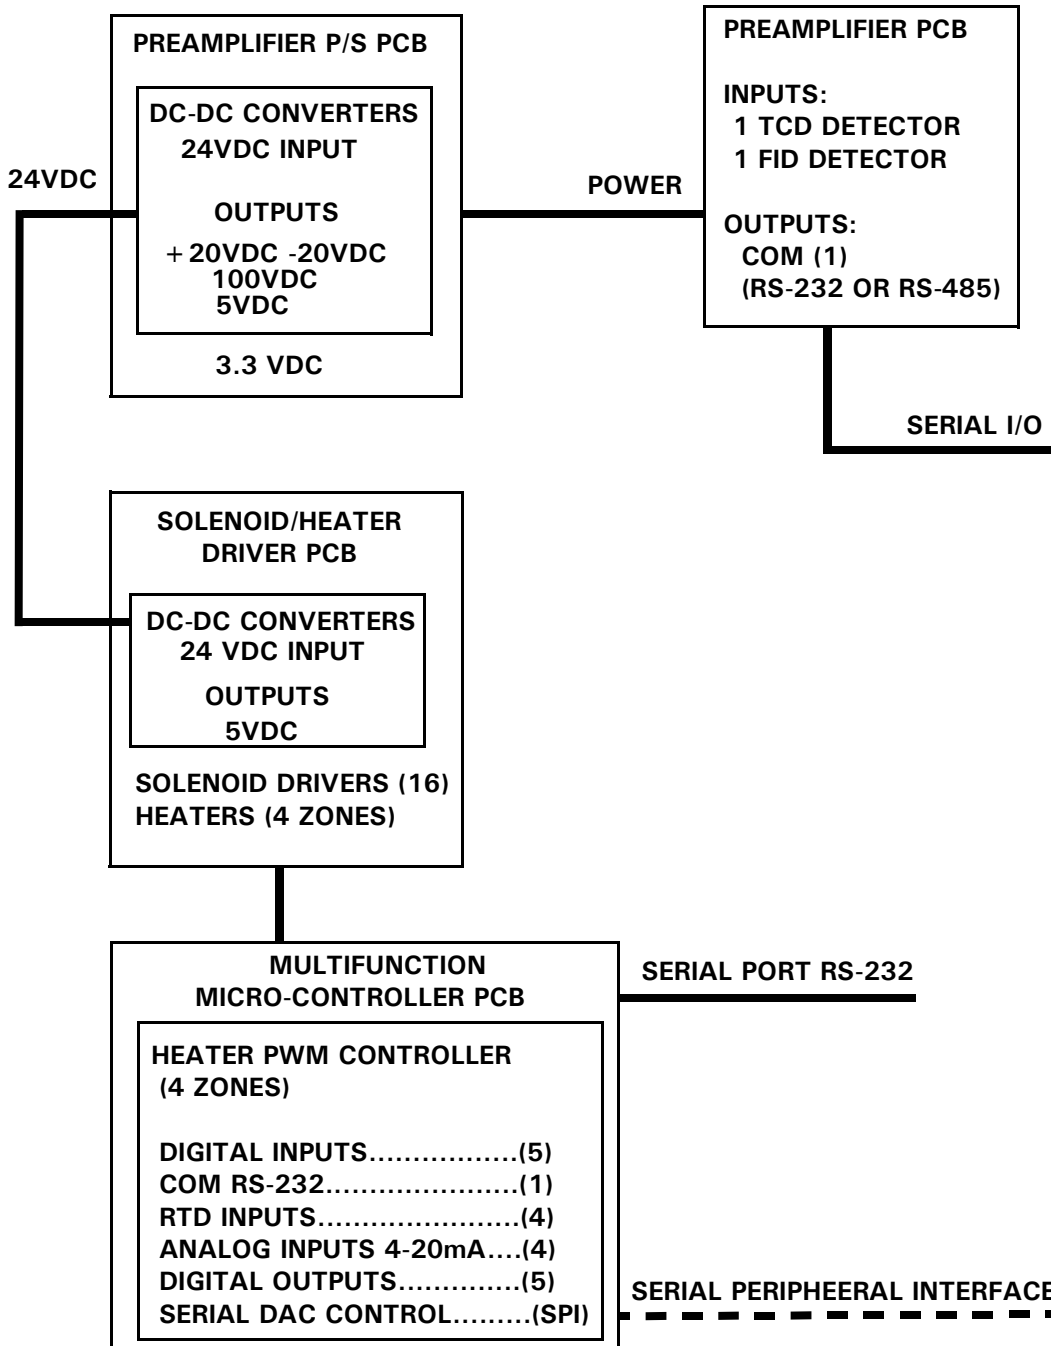 PREAMPLIFIER P/S PCB
DC-DC CONVERTERS
24VDC INPUT
OUTPUTS
+20VDC -20VDC
100VDC
5VDC
3.3 VDC
24VDC
POWER
PREAMPLIFIER PCB
INPUTS:
1 TCD DETECTOR
1 FID DETECTOR
OUTPUTS:
COM (1)
(RS-232 OR RS-485)
SERIAL I/O
SOLENOID/HEATER
DRIVER PCB
DC-DC CONVERTERS
24 VDC INPUT
OUTPUTS
5VDC
SOLENOID DRIVERS (16)
HEATERS (4 ZONES)
MULTIFUNCTION
MICRO-CONTROLLER PCB
SERIAL PORT RS-232
HEATER PWM CONTROLLER
(4 ZONES)
DIGITAL INPUTS.................(5)
COM RS-232......................(1)
RTD INPUTS.......................(4)
ANALOG INPUTS 4-20mA....(4)
DIGITAL OUTPUTS..............(5)
SERIAL DAC CONTROL.........(SPI)
SERIAL PERIPHEERAL INTERFACE